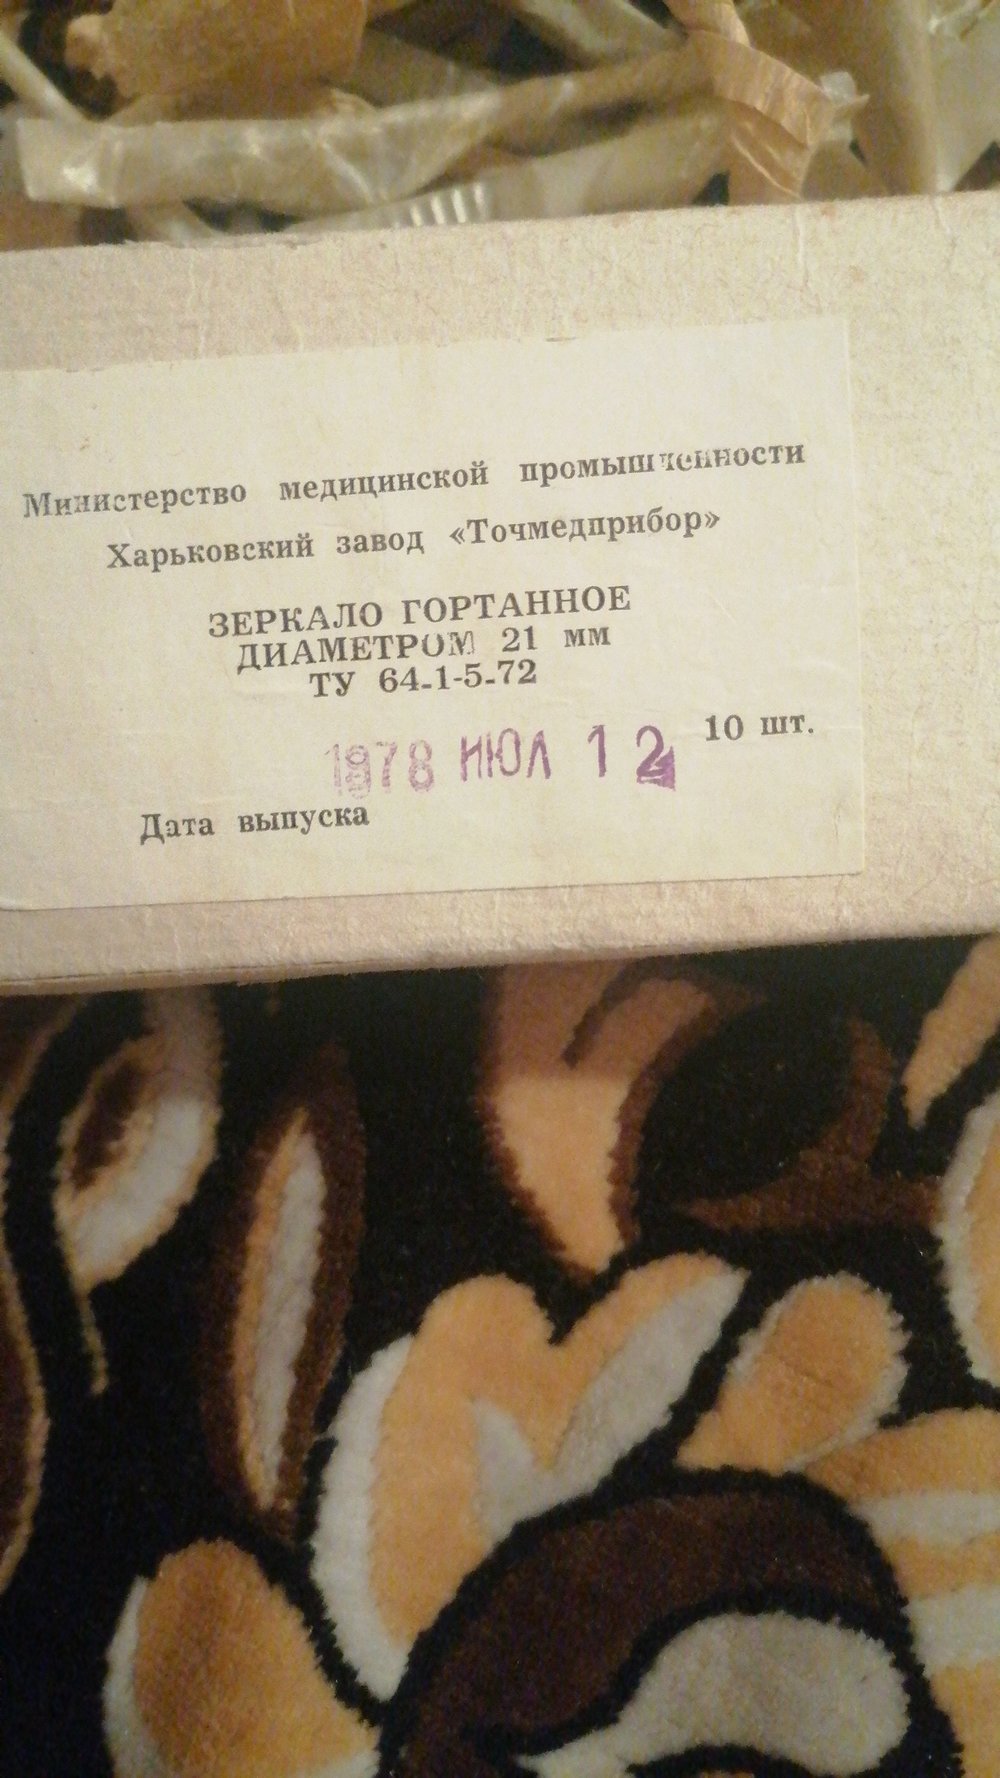 Министерство медицинской промышленности
Харьковский завод «Точмедприбор»
ЗЕРКАЛО ГОРТАННОЕ
ДИАМЕТРОМ 21 мм
ТУ 64-1-5-72
10 шт.
1978 ИЮЛ 12
Дата выпуска